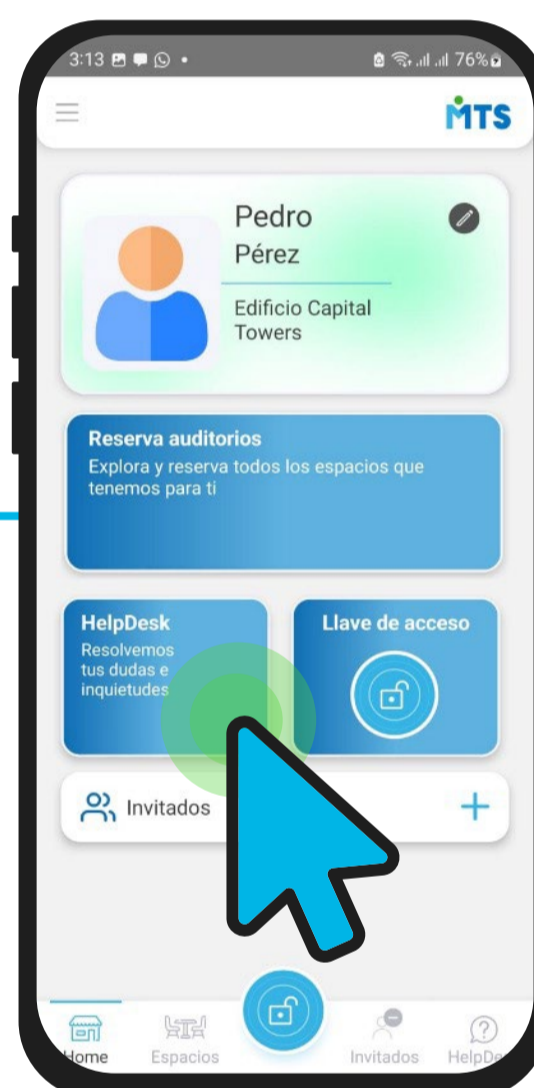 3:13
76%
MTS
Pedro
Pérez
Edificio Capital
Towers
Reserva auditorios
Explora y reserva todos los espacios que
tenemos para ti
HelpDesk
Resolvemos
tus dudas e
inquietudes
Llave de acceso
Invitados
Home
Espacios
Invitados
HelpDe